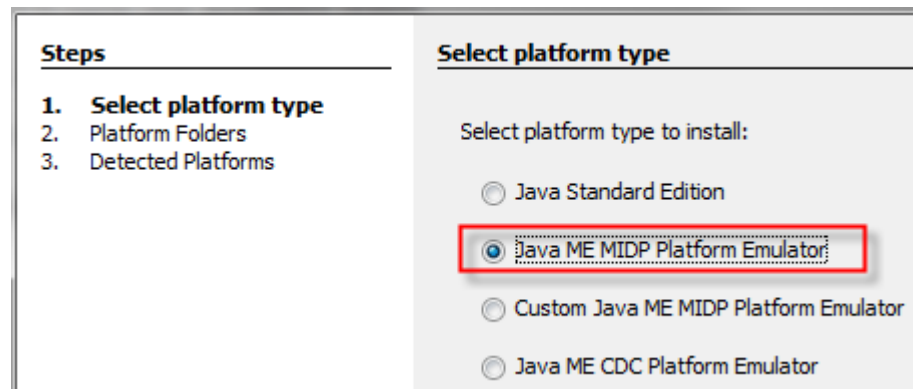 Steps
1. Select platform type
2. Platform Folders
3. Detected Platforms
Select platform type
Select platform type to install:
Java Standard Edition
Java ME MIDP Platform Emulator
Custom Java ME MIDP Platform Emulator
Java ME CDC Platform Emulator